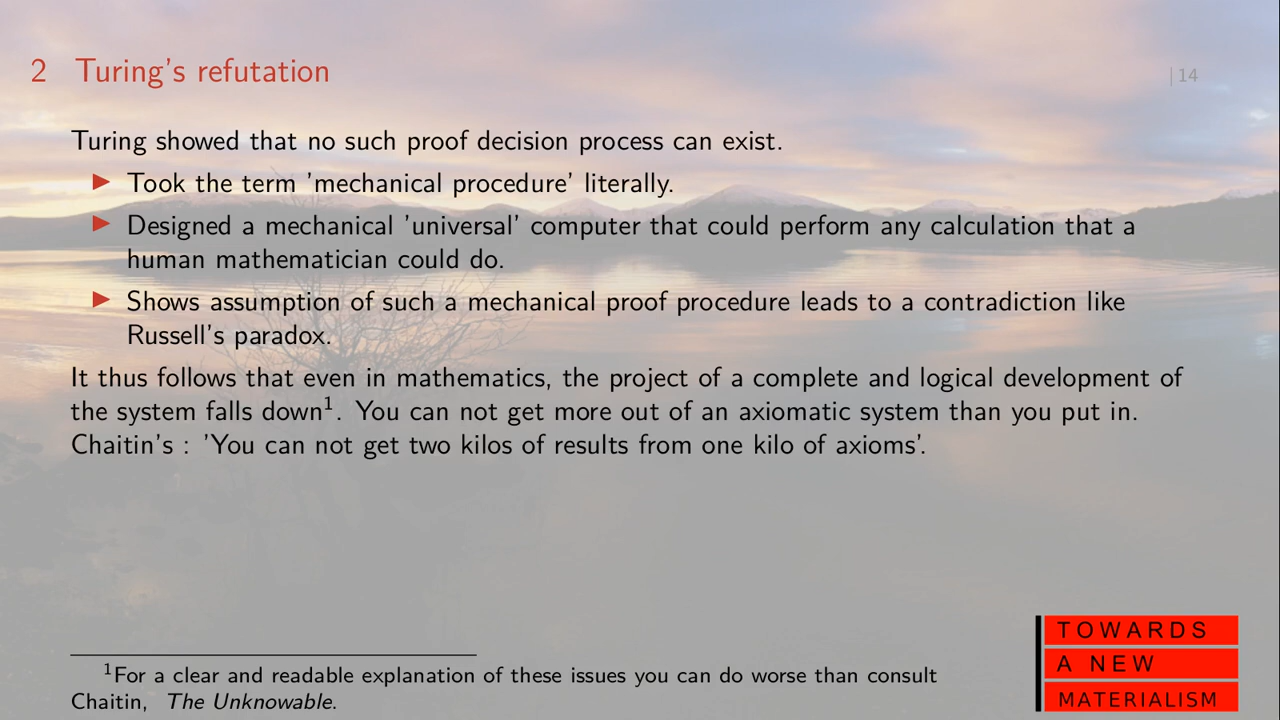 2 Turing's refutation
| 14
Turing showed that no such proof decision process can exist.
▶ Took the term 'mechanical procedure' literally.
▶ Designed a mechanical 'universal' computer that could perform any calculation that a
human mathematician could do.
▶ Shows assumption of such a mechanical proof procedure leads to a contradiction like
Russell's paradox.
It thus follows that even in mathematics, the project of a complete and logical development of
the system falls down¹. You can not get more out of an axiomatic system than you put in.
Chaitin's : 'You can not get two kilos of results from one kilo of axioms'.
¹For a clear and readable explanation of these issues you can do worse than consult
Chaitin, The Unknowable.
TOWARDS
A NEW
MATERIALISM